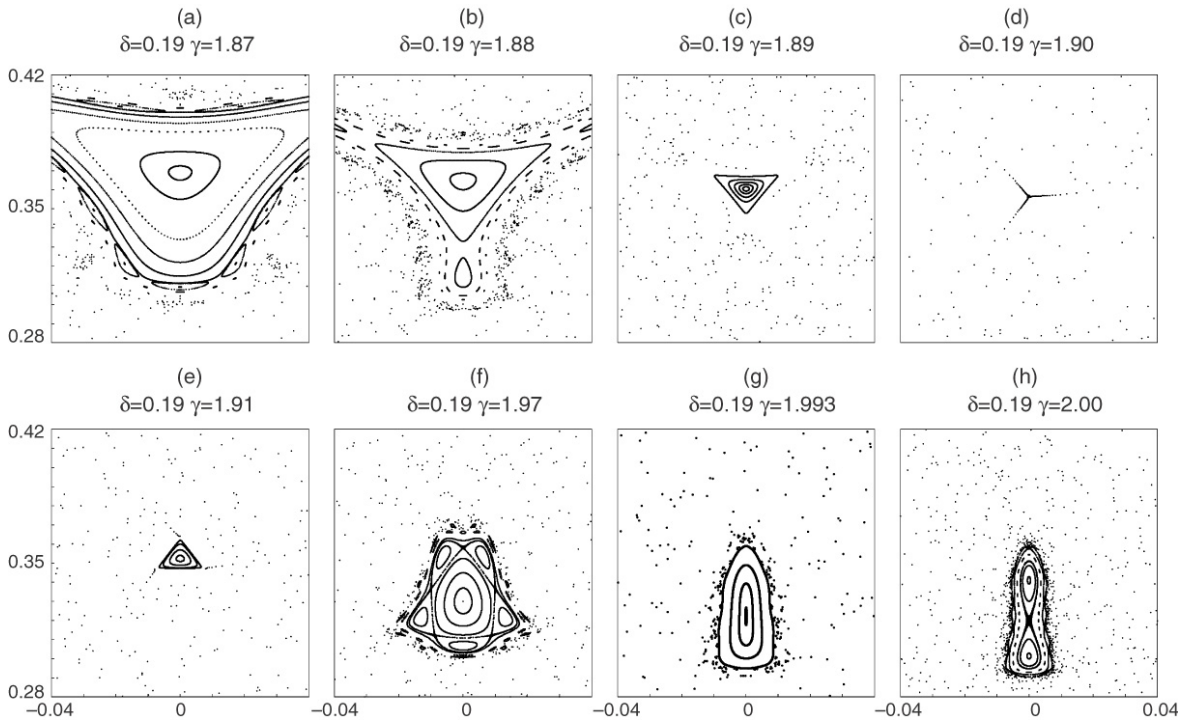 (a)
δ=0.19 γ=1.87
(b)
δ=0.19 γ=1.88
(c)
δ=0.19 γ=1.89
(d)
δ=0.19 γ=1.90
0.42
0.35
0.28
(e)
δ=0.19 γ=1.91
(f)
δ=0.19 γ=1.97
(g)
δ=0.19 γ=1.993
(h)
δ=0.19 γ=2.00
0.42
0.35
0.28
−0.04 0 −0.04 0 −0.04 0 −0.04 0 0.04